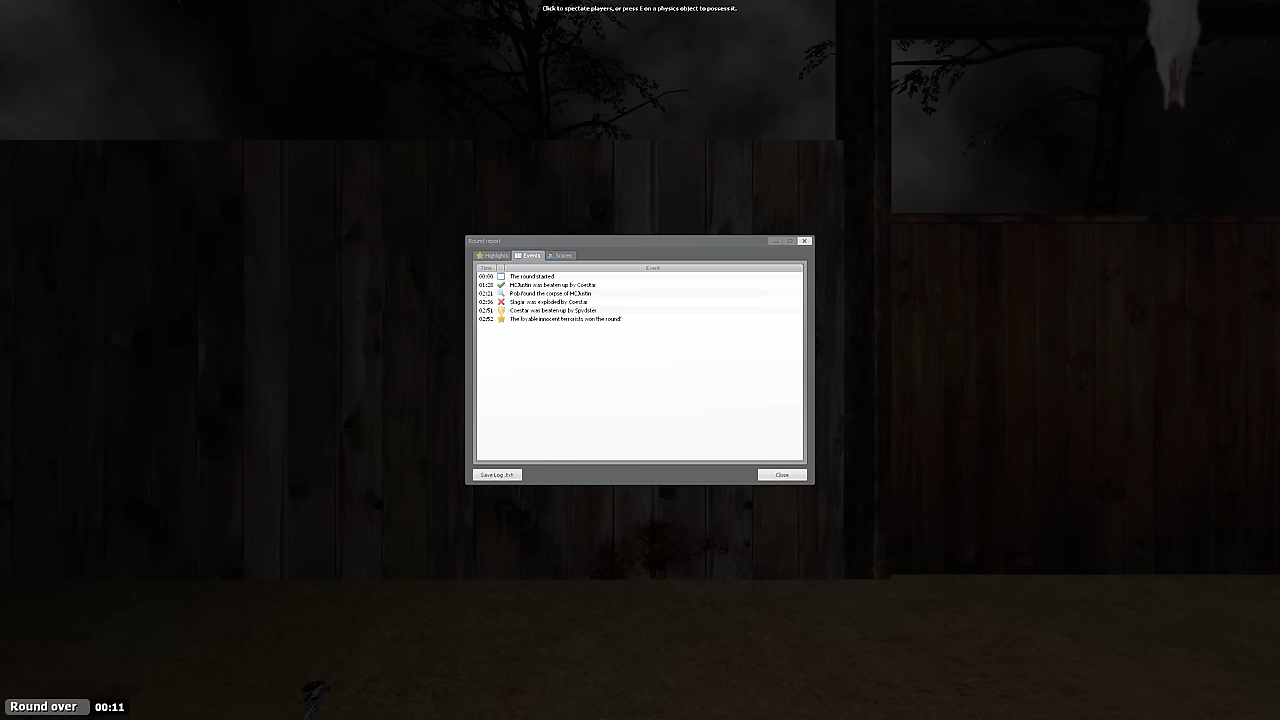 Click to spectate players, or press E on a physics object to possess it.
Round report
Highlights Events Scores
Time Event
00:00 The round started
01:28 MCJustin was beaten up by Coestar
02:21 Rob found the corpse of MCJustin
02:36 Slagar was exploded by Coestar
02:51 Coestar was beaten up by Spydster
02:52 The lovable innocent terrorists won the round!
Save Log .txt Close
Round over 00:11